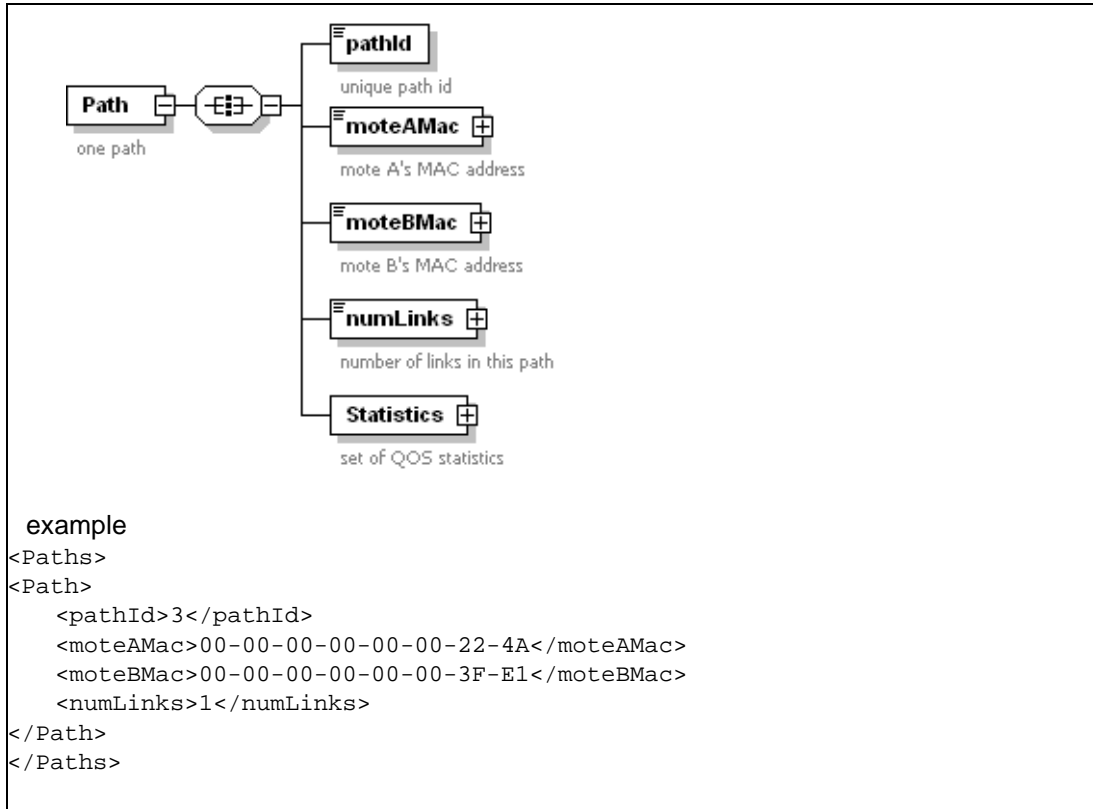 pathId
unique path id
Path
one path
moteAMac
mote A's MAC address
moteBMac
mote B's MAC address
numLinks
number of links in this path
Statistics
set of QOS statistics
example
<Paths>
<Path>
<pathId>3</pathId>
<moteAMac>00-00-00-00-00-00-22-4A</moteAMac>
<moteBMac>00-00-00-00-00-00-3F-E1</moteBMac>
<numLinks>1</numLinks>
</Path>
</Paths>